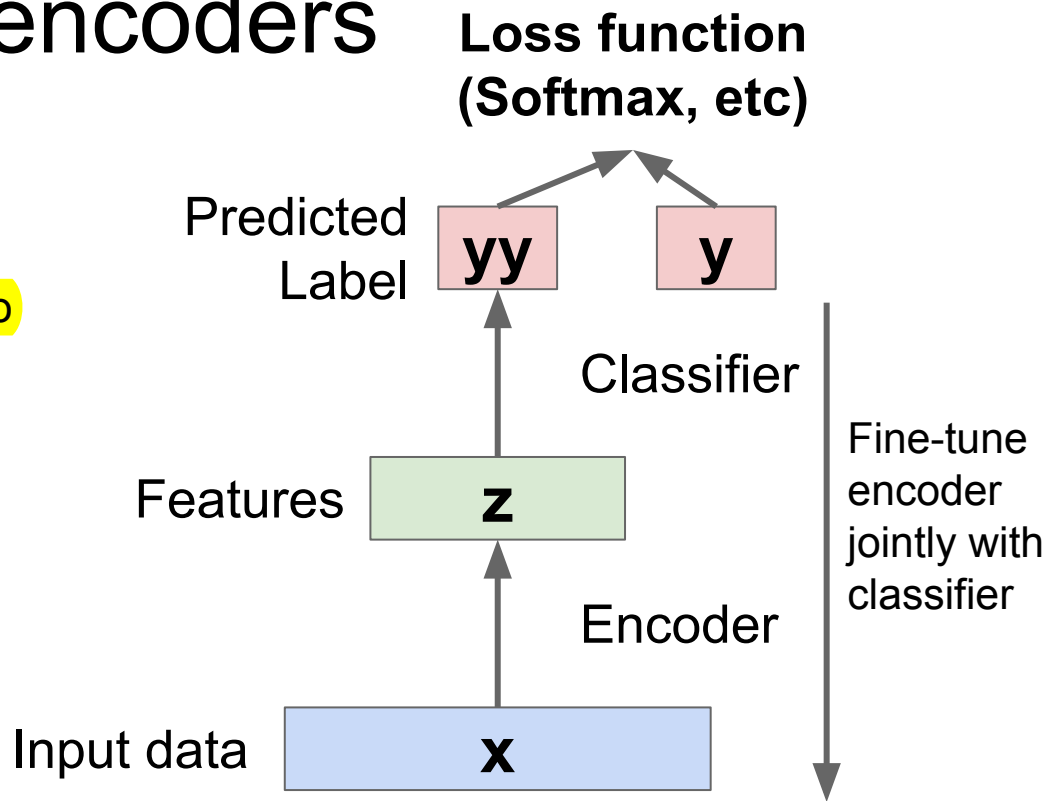 encoders
Loss function
(Softmax, etc)
Predicted
Label
yy
y
Classifier
Fine-tune
encoder
jointly with
classifier
Features
z
Encoder
Input data
x